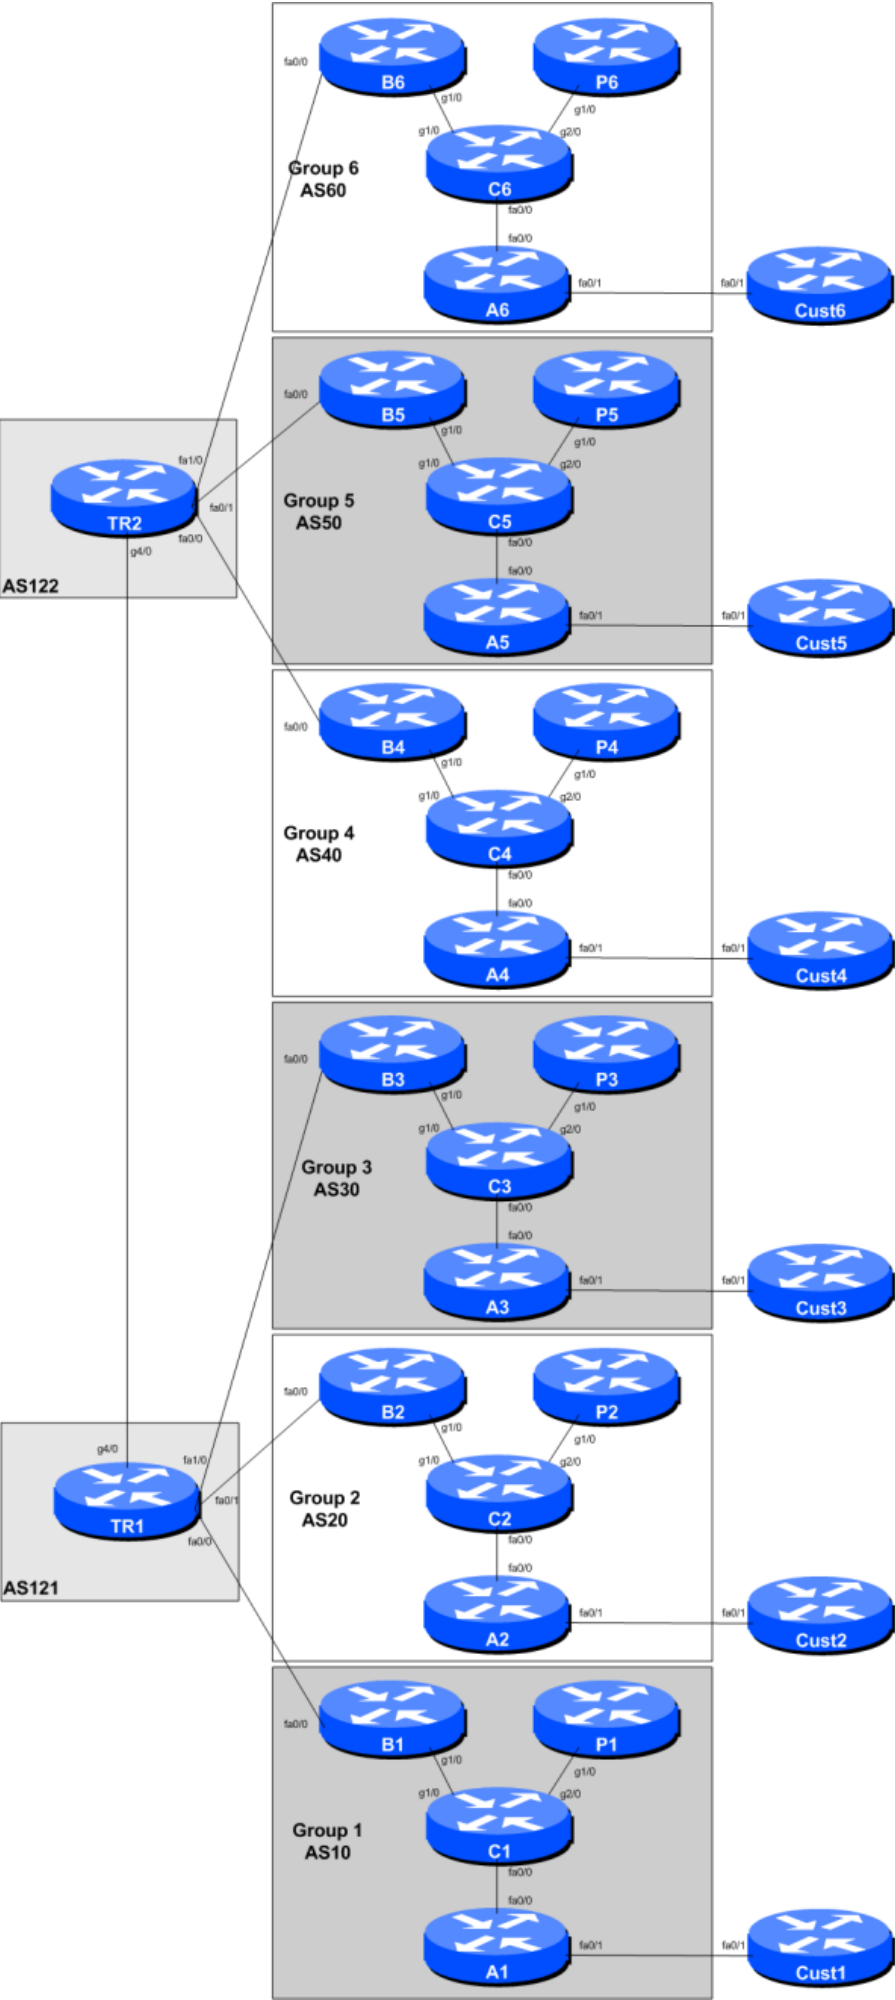 fa0/0
B6
P6
g1/0
g1/0
g1/0
g2/0
Group 6
AS60
C6
fa0/0
fa0/0
A6
fa0/1
fa0/1
Cust6
fa0/0
B5
P5
g1/0
g1/0
g1/0
g2/0
Group 5
AS50
C5
fa0/0
fa0/0
A5
fa0/1
fa0/1
Cust5
fa1/0
TR2
fa0/1
fa0/0
g4/0
AS122
fa0/0
B4
P4
g1/0
g1/0
g1/0
g2/0
Group 4
AS40
C4
fa0/0
fa0/0
A4
fa0/1
fa0/1
Cust4
fa0/0
B3
P3
g1/0
g1/0
g1/0
g2/0
Group 3
AS30
C3
fa0/0
fa0/0
A3
fa0/1
fa0/1
Cust3
fa0/0
B2
P2
g1/0
g1/0
g1/0
g2/0
Group 2
AS20
C2
fa0/0
fa0/0
A2
fa0/1
fa0/1
Cust2
g4/0
fa1/0
TR1
fa0/1
fa0/0
AS121
fa0/0
B1
P1
g1/0
g1/0
g1/0
g2/0
Group 1
AS10
C1
fa0/0
fa0/0
A1
fa0/1
fa0/1
Cust1